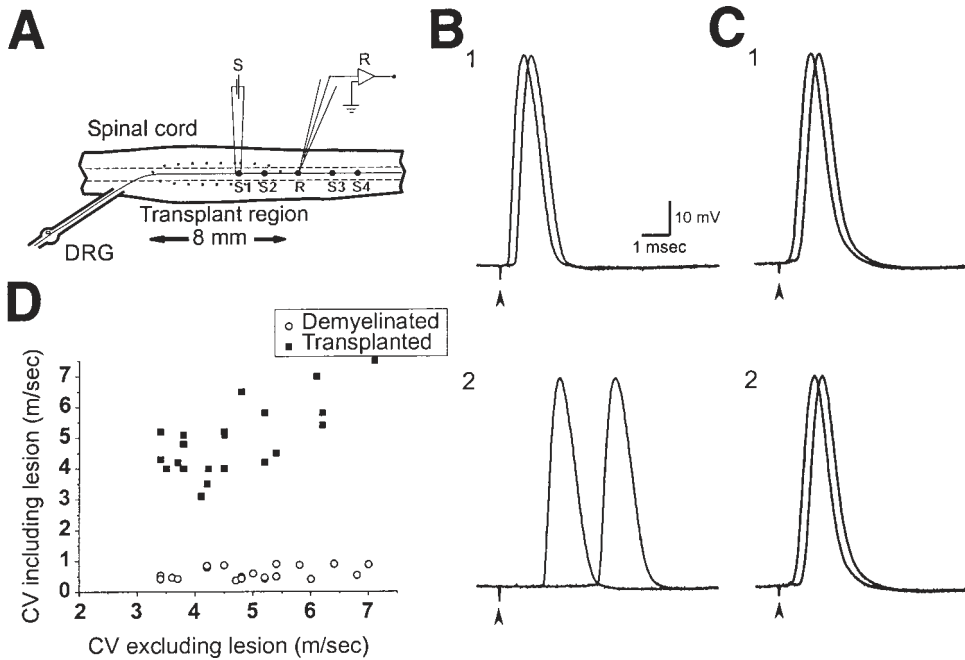 A
S
R
Spinal cord
S1 S2 R S3 S4
Transplant region
8 mm
DRG
B
1
10 mV
1 msec
2
C
1
2
D
Demyelinated
Transplanted
CV including lesion (m/sec)
7
6
5
4
3
2
1
0
2 3 4 5 6 7
CV excluding lesion (m/sec)